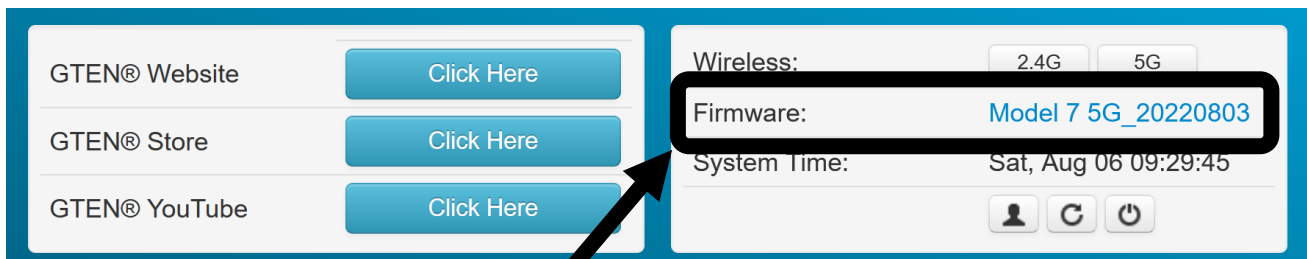 GTEN® Website Click Here
GTEN® Store Click Here
GTEN® YouTube Click Here
Wireless: 2.4G 5G
Firmware: Model 7 5G_20220803
System Time: Sat, Aug 06 09:29:45